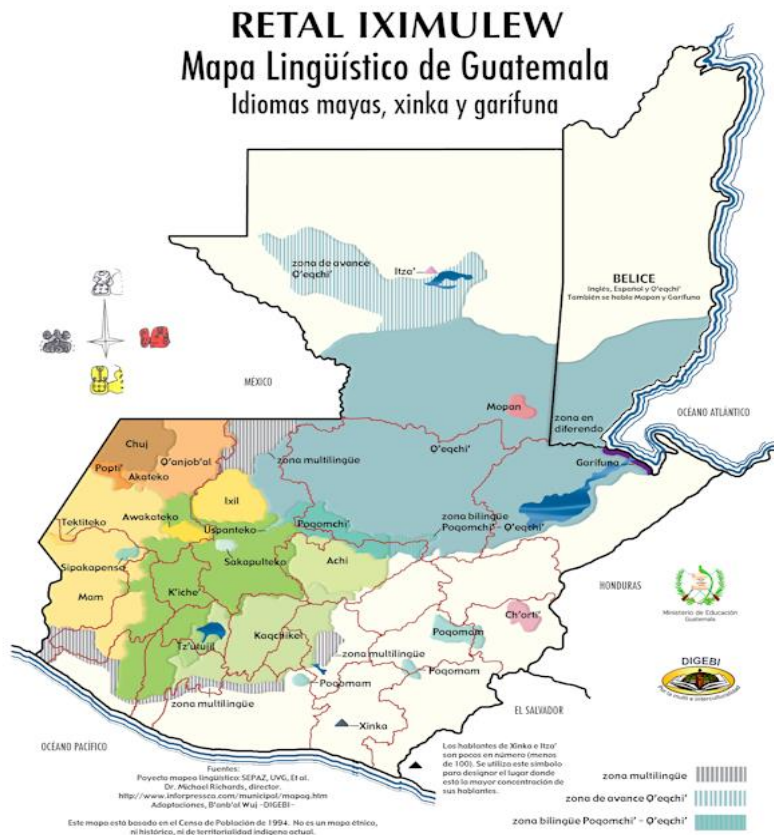 RETAL IXIMULEW
Mapa Lingüístico de Guatemala
Idiomas mayas, xinka y garífuna
zona de avance
Q'eqchi'
Itza'
BELICE
Inglés, Español y Q'eqchi'
También se habla Mopan y Garífuna
MÉXICO
OCÉANO ATLÁNTICO
Mopan
zona en
diferendo
Chuj
Q'anjob'al
Popti'
Akateko
zona multilingüe
Q'eqchi'
Garífuna
Ixil
Awakateko
Tektiteko
Uspanteko
Poqomchi'
zona bilingüe
Poqomchi' - Q'eqchi'
Sipakapense
Sakapulteko
Achi
Mam
K'iche'
HONDURAS
Ministerio de Educación
Guatemala
Ch'orti'
Kaqchikel
Tz'utujil
Poqomam
zona multilingüe
Poqomam
Poqomam
DIGEBI
Por la multi e interculturalidad
zona multilingüe
Xinka
EL SALVADOR
OCÉANO PACÍFICO
Los hablantes de Xinka e Itza'
son pocos en número (menos
de 100). Se utiliza este símbolo
para designar el lugar donde
está la mayor concentración de
sus hablantes.
Fuentes:
Poyecto mapeo lingüístico: SEPAZ, UVG, Et al.
Dr. Michael Richards, director.
http://www.inforpressca.com/municipal/mapag.htm
Adaptaciones, B'anb'al Wuj -DIGEBI-
Este mapa está basado en el Censo de Población de 1994. No es un mapa étnico,
ni histórico, ni de territorialidad indígena actual.
zona multilingüe
zona de avance Q'eqchi'
zona bilingüe Poqomchi' - Q'eqchi'